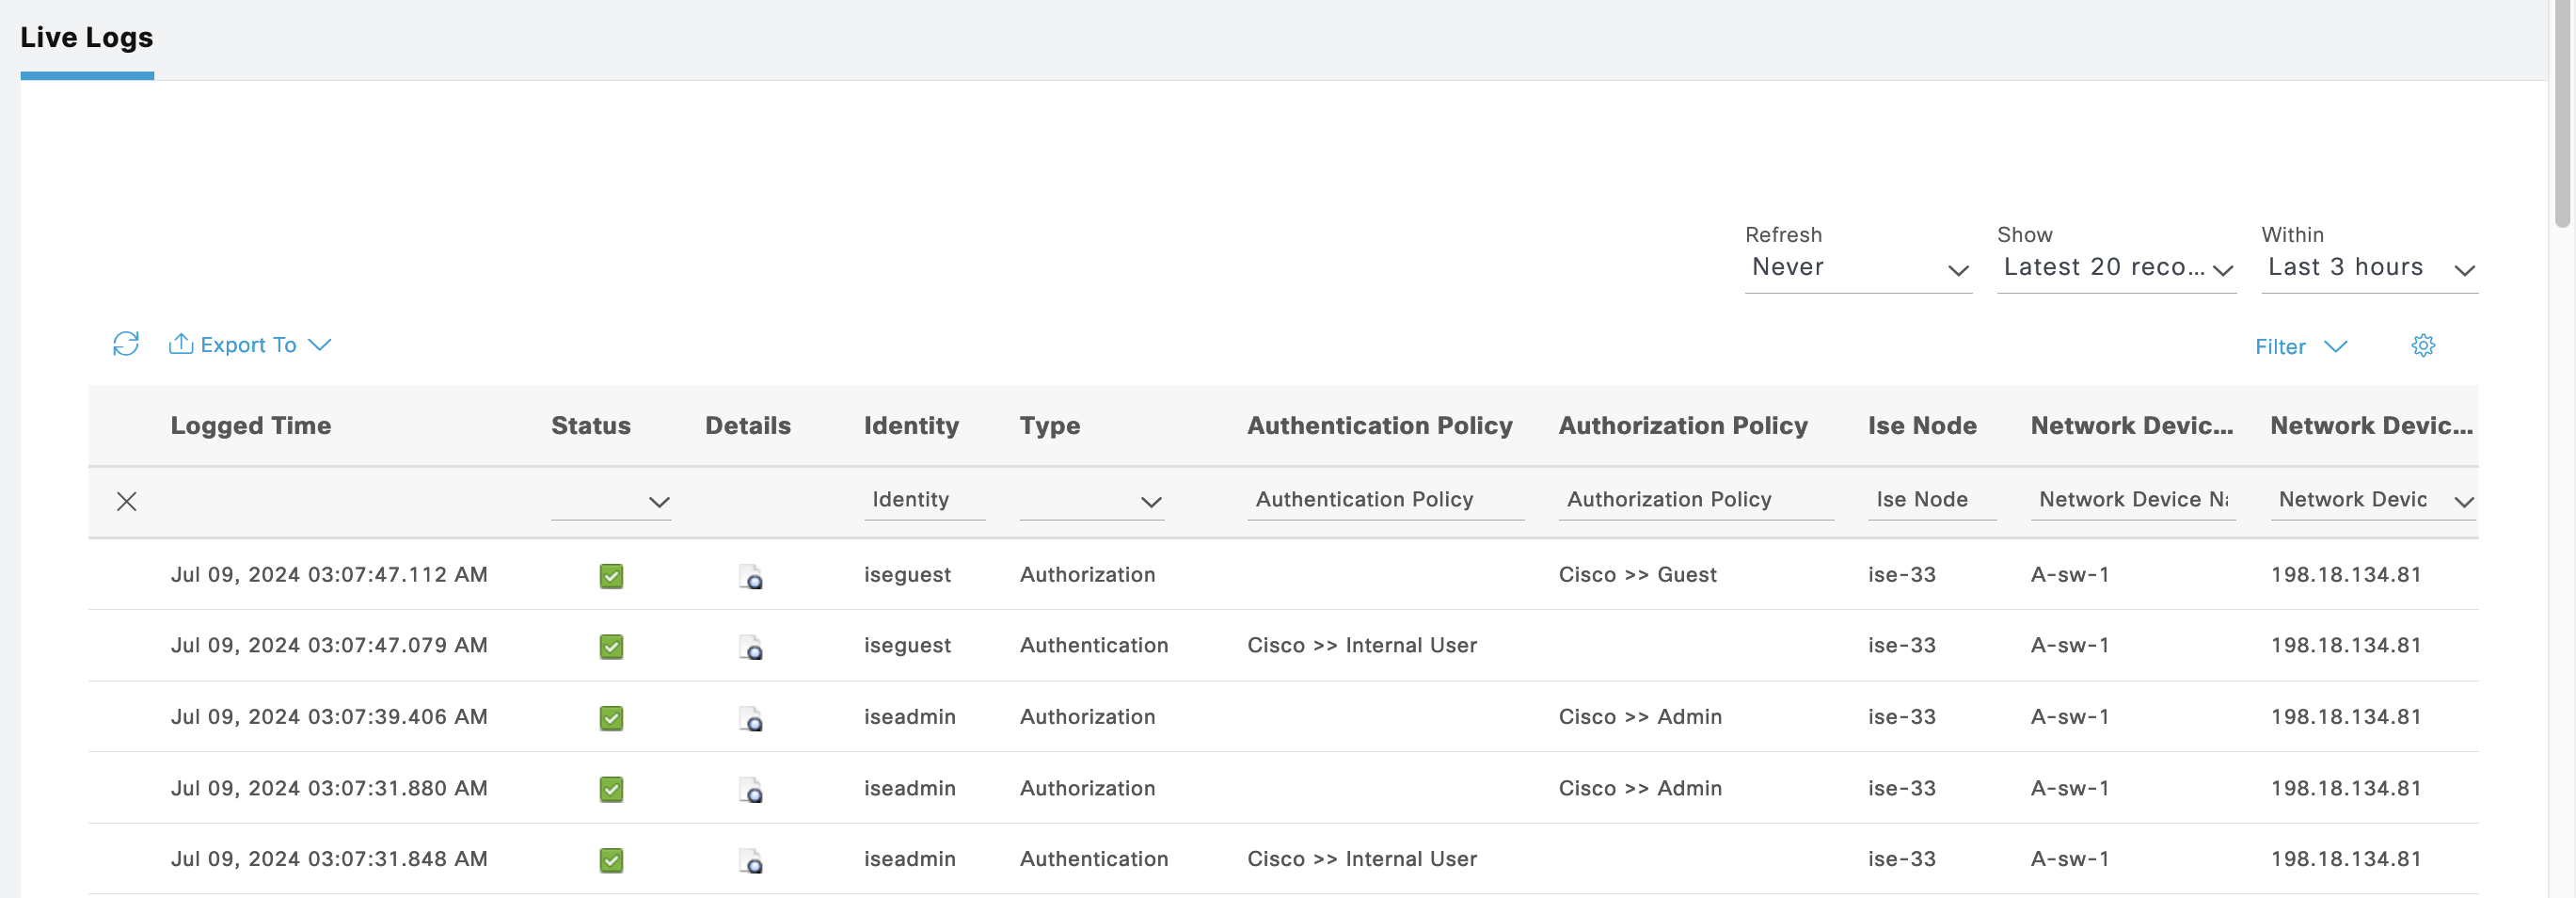 Live Logs
Refresh Show Within
Never Latest 20 reco... Last 3 hours
Export To Filter
Logged Time Status Details Identity Type Authentication Policy Authorization Policy Ise Node Network Devic... Network Devic...
Identity Authentication Policy Authorization Policy Ise Node Network Device Na Network Devic
Jul 09, 2024 03:07:47.112 AM iseguest Authorization Cisco >> Guest ise-33 A-sw-1 198.18.134.81
Jul 09, 2024 03:07:47.079 AM iseguest Authentication Cisco >> Internal User ise-33 A-sw-1 198.18.134.81
Jul 09, 2024 03:07:39.406 AM iseadmin Authorization Cisco >> Admin ise-33 A-sw-1 198.18.134.81
Jul 09, 2024 03:07:31.880 AM iseadmin Authorization Cisco >> Admin ise-33 A-sw-1 198.18.134.81
Jul 09, 2024 03:07:31.848 AM iseadmin Authentication Cisco >> Internal User ise-33 A-sw-1 198.18.134.81